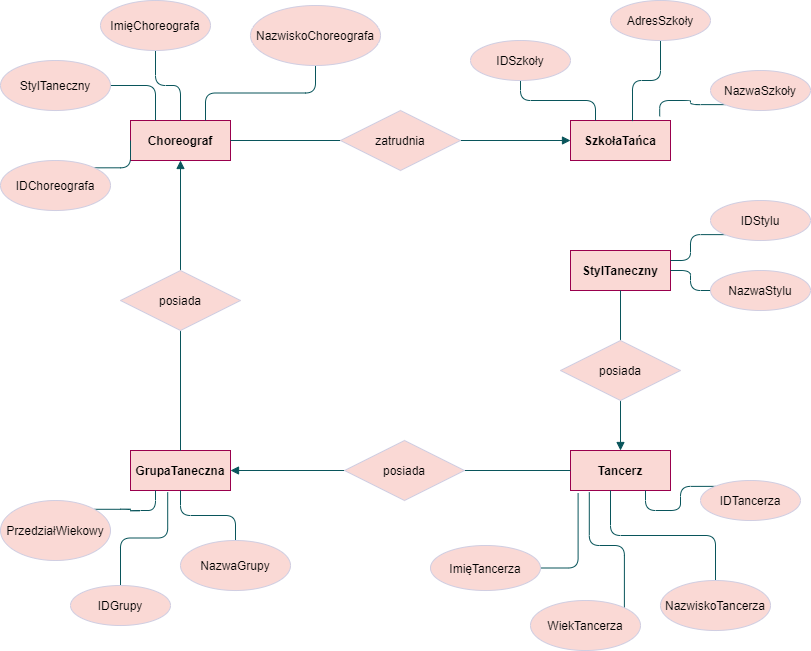 ImięChoreografa
NazwiskoChoreografa
AdresSzkoły
IDSzkoły
StylTaneczny
NazwaSzkoły
Choreograf
zatrudnia
SzkołaTańca
IDChoreografa
IDStylu
StylTaneczny
NazwaStylu
posiada
posiada
GrupaTaneczna
posiada
Tancerz
IDTancerza
PrzedziałWiekowy
NazwaGrupy
ImięTancerza
IDGrupy
NazwiskoTancerza
WiekTancerza